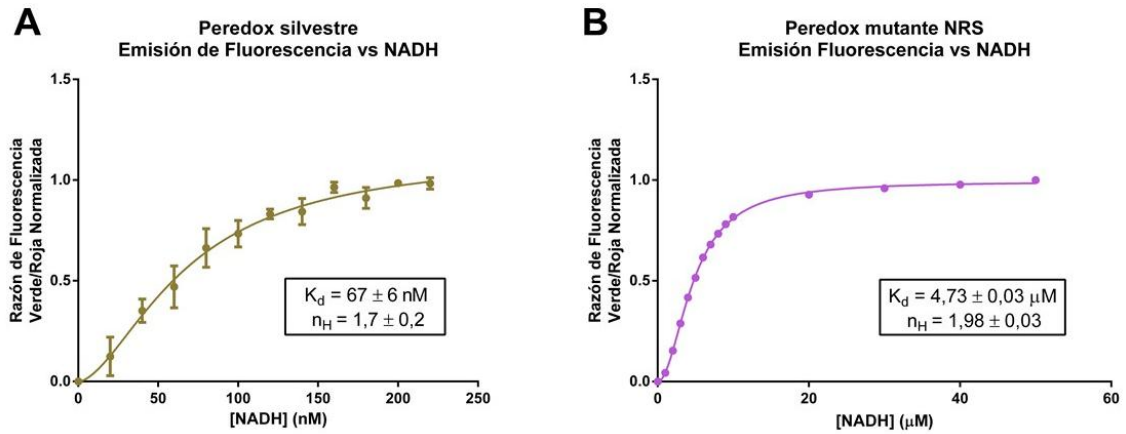 A
Peredox silvestre
Emisión de Fluorescencia vs NADH
Razón de Fluorescencia
Verde/Roja Normalizada
1.5
1.0
0.5
0.0
0
50
100
150
200
250
[NADH] (nM)
Kd = 67 ± 6 nM
nH = 1,7 ± 0,2
B
Peredox mutante NRS
Emisión Fluorescencia vs NADH
Razón de Fluorescencia
Verde/Roja Normalizada
1.5
1.0
0.5
0.0
0
20
40
60
[NADH] (μM)
Kd = 4,73 ± 0,03 μM
nH = 1,98 ± 0,03